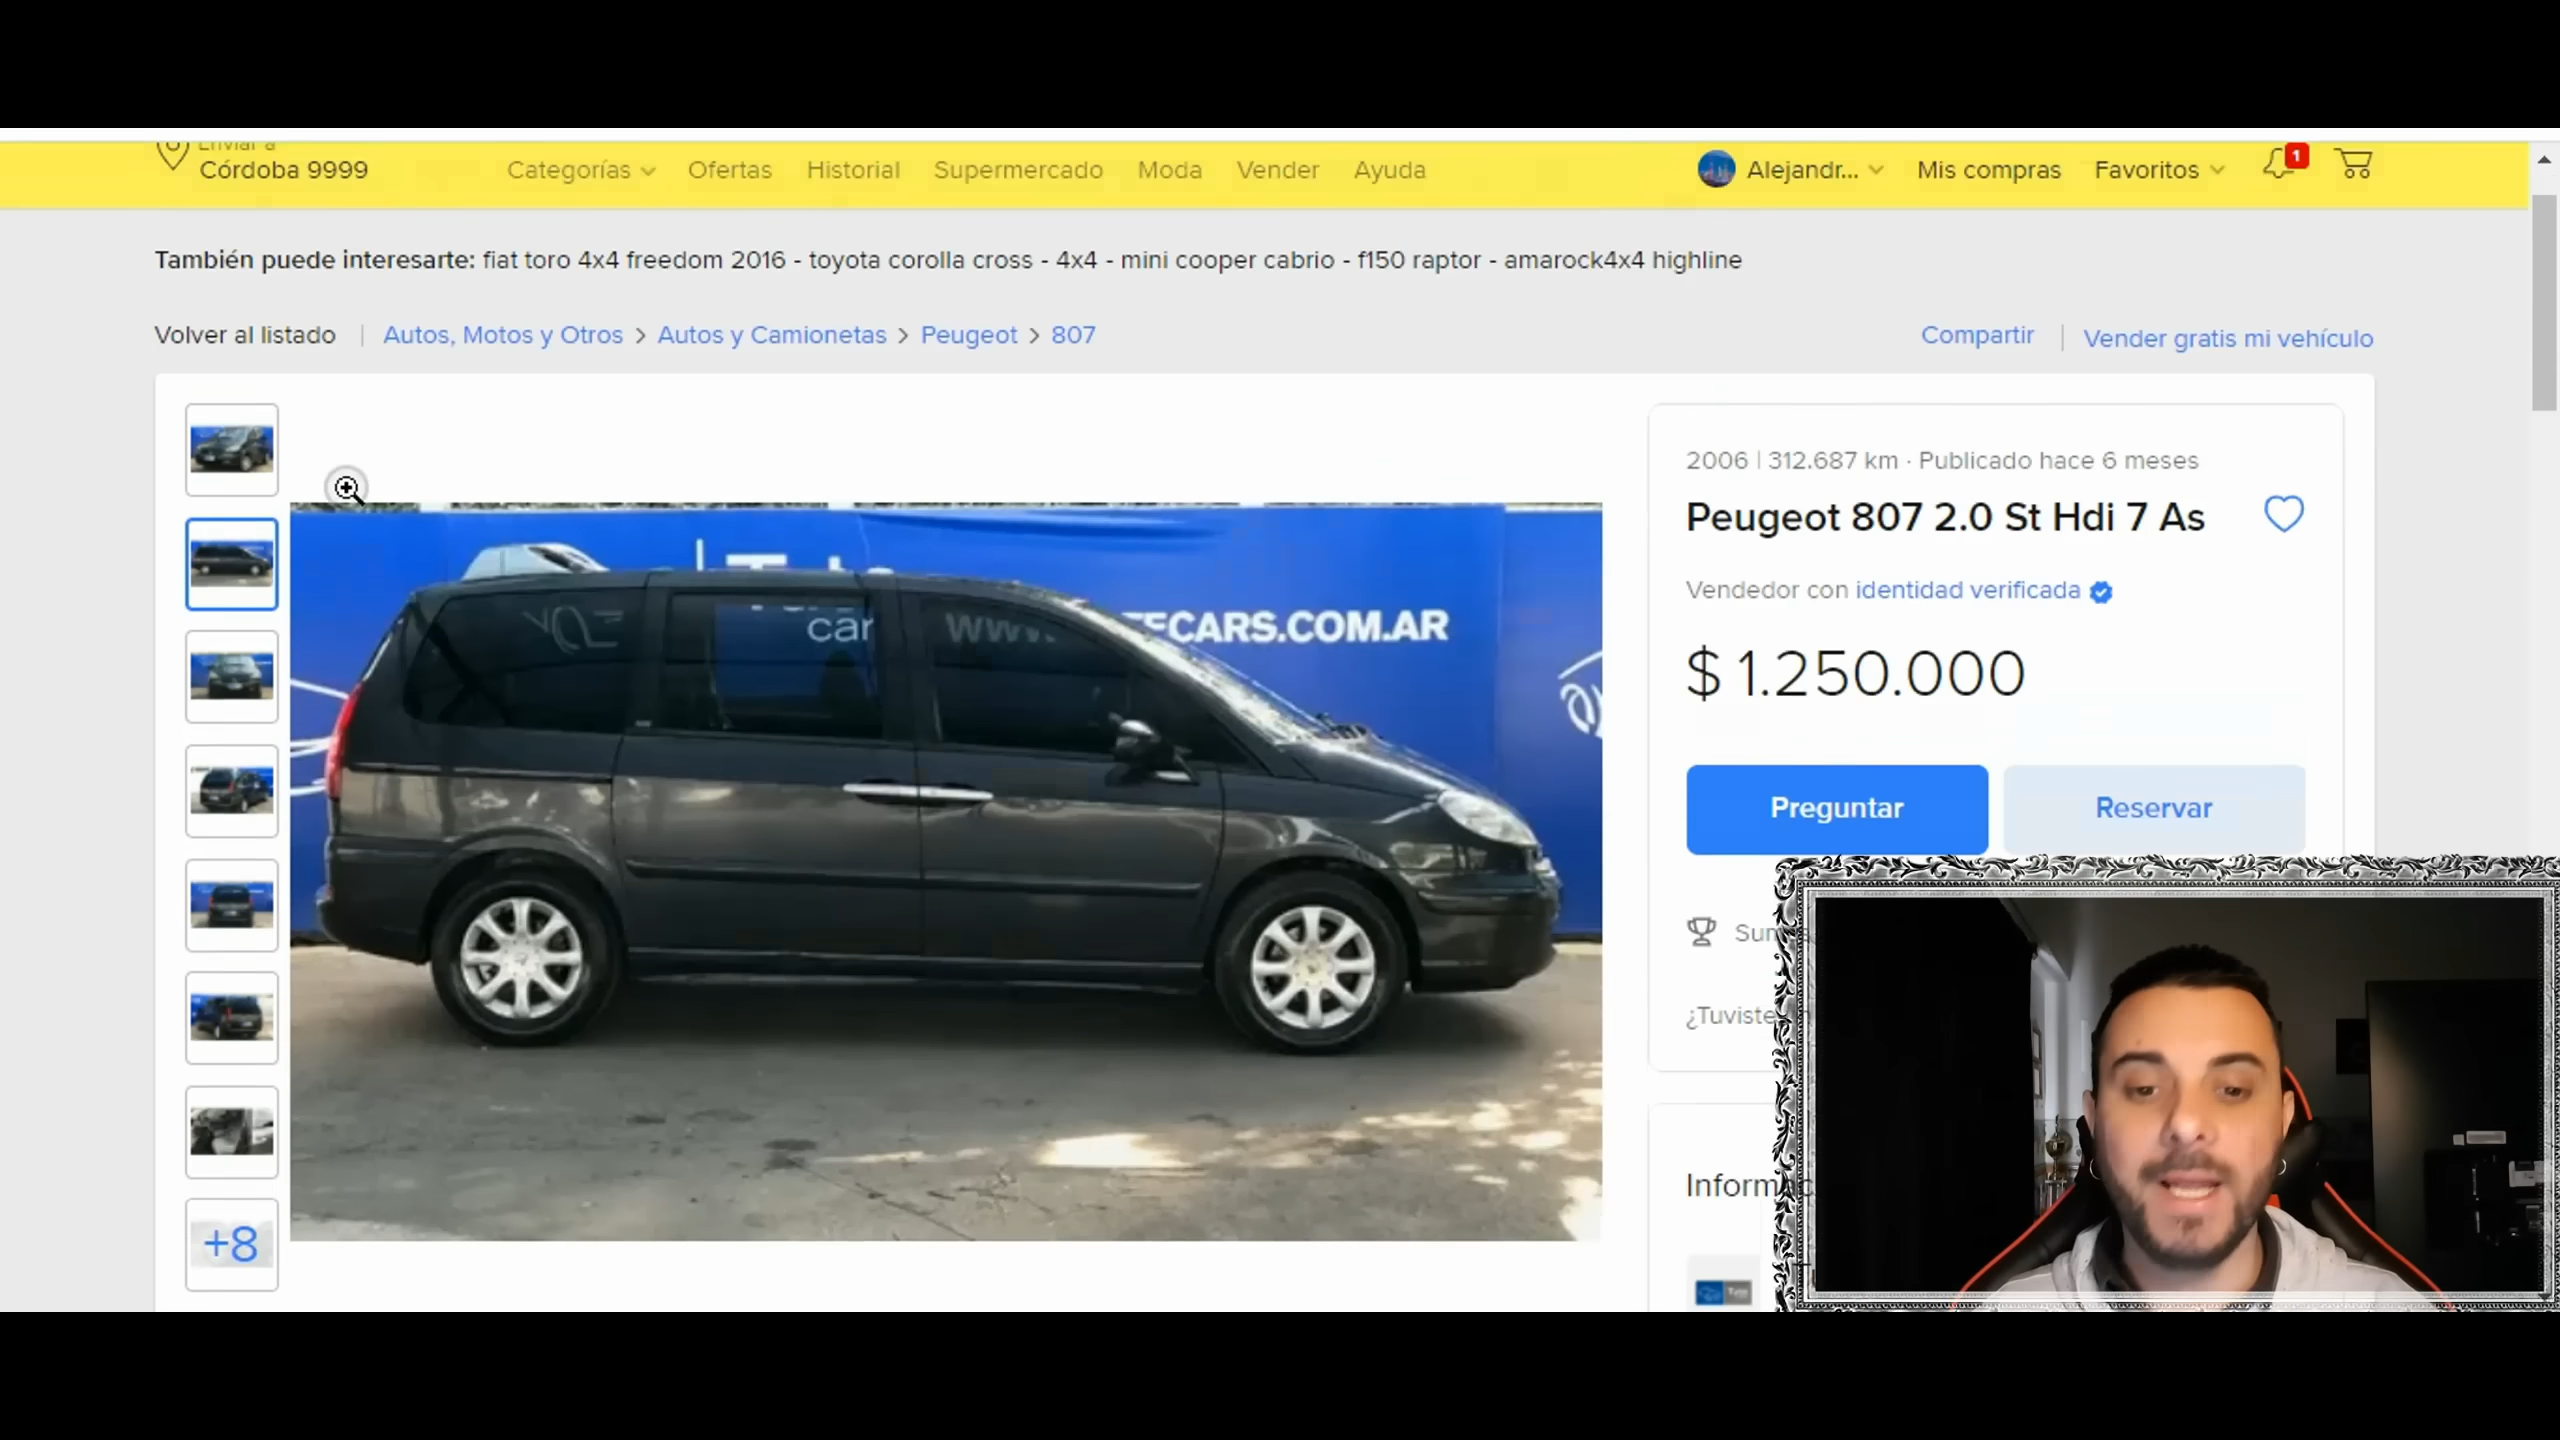 Enviar a
Córdoba 9999
Categorías
Ofertas
Historial
Supermercado
Moda
Vender
Ayuda
Alejandr...
Mis compras
Favoritos
1
También puede interesarte: fiat toro 4x4 freedom 2016 - toyota corolla cross - 4x4 - mini cooper cabrio - f150 raptor - amarock4x4 highline
Volver al listado | Autos, Motos y Otros > Autos y Camionetas > Peugeot > 807
Compartir | Vender gratis mi vehículo
2006 | 312.687 km · Publicado hace 6 meses
Peugeot 807 2.0 St Hdi 7 As
Vendedor con identidad verificada
$ 1.250.000
Preguntar
Reservar
¿Tuviste
car
www.
ECARS.COM.AR
+8